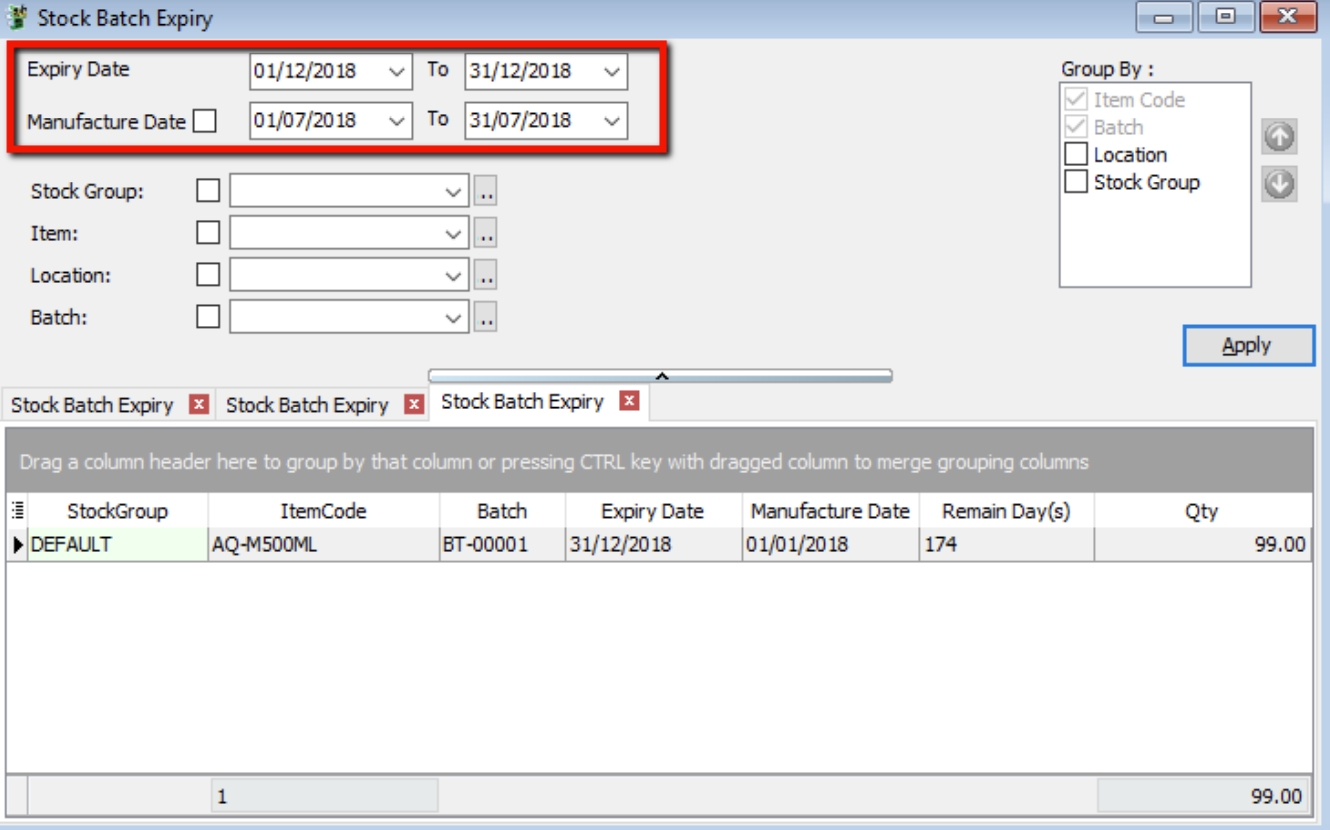 Stock Batch Expiry
Expiry Date 01/12/2018 To 31/12/2018
Manufacture Date 01/07/2018 To 31/07/2018
Group By :
Item Code
Batch
Location
Stock Group
Stock Group: ..
Item: ..
Location: ..
Batch: ..
Apply
Stock Batch Expiry Stock Batch Expiry Stock Batch Expiry
Drag a column header here to group by that column or pressing CTRL key with dragged column to merge grouping columns
StockGroup ItemCode Batch Expiry Date Manufacture Date Remain Day(s) Qty
DEFAULT AQ-M500ML BT-00001 31/12/2018 01/01/2018 174 99.00
1 99.00